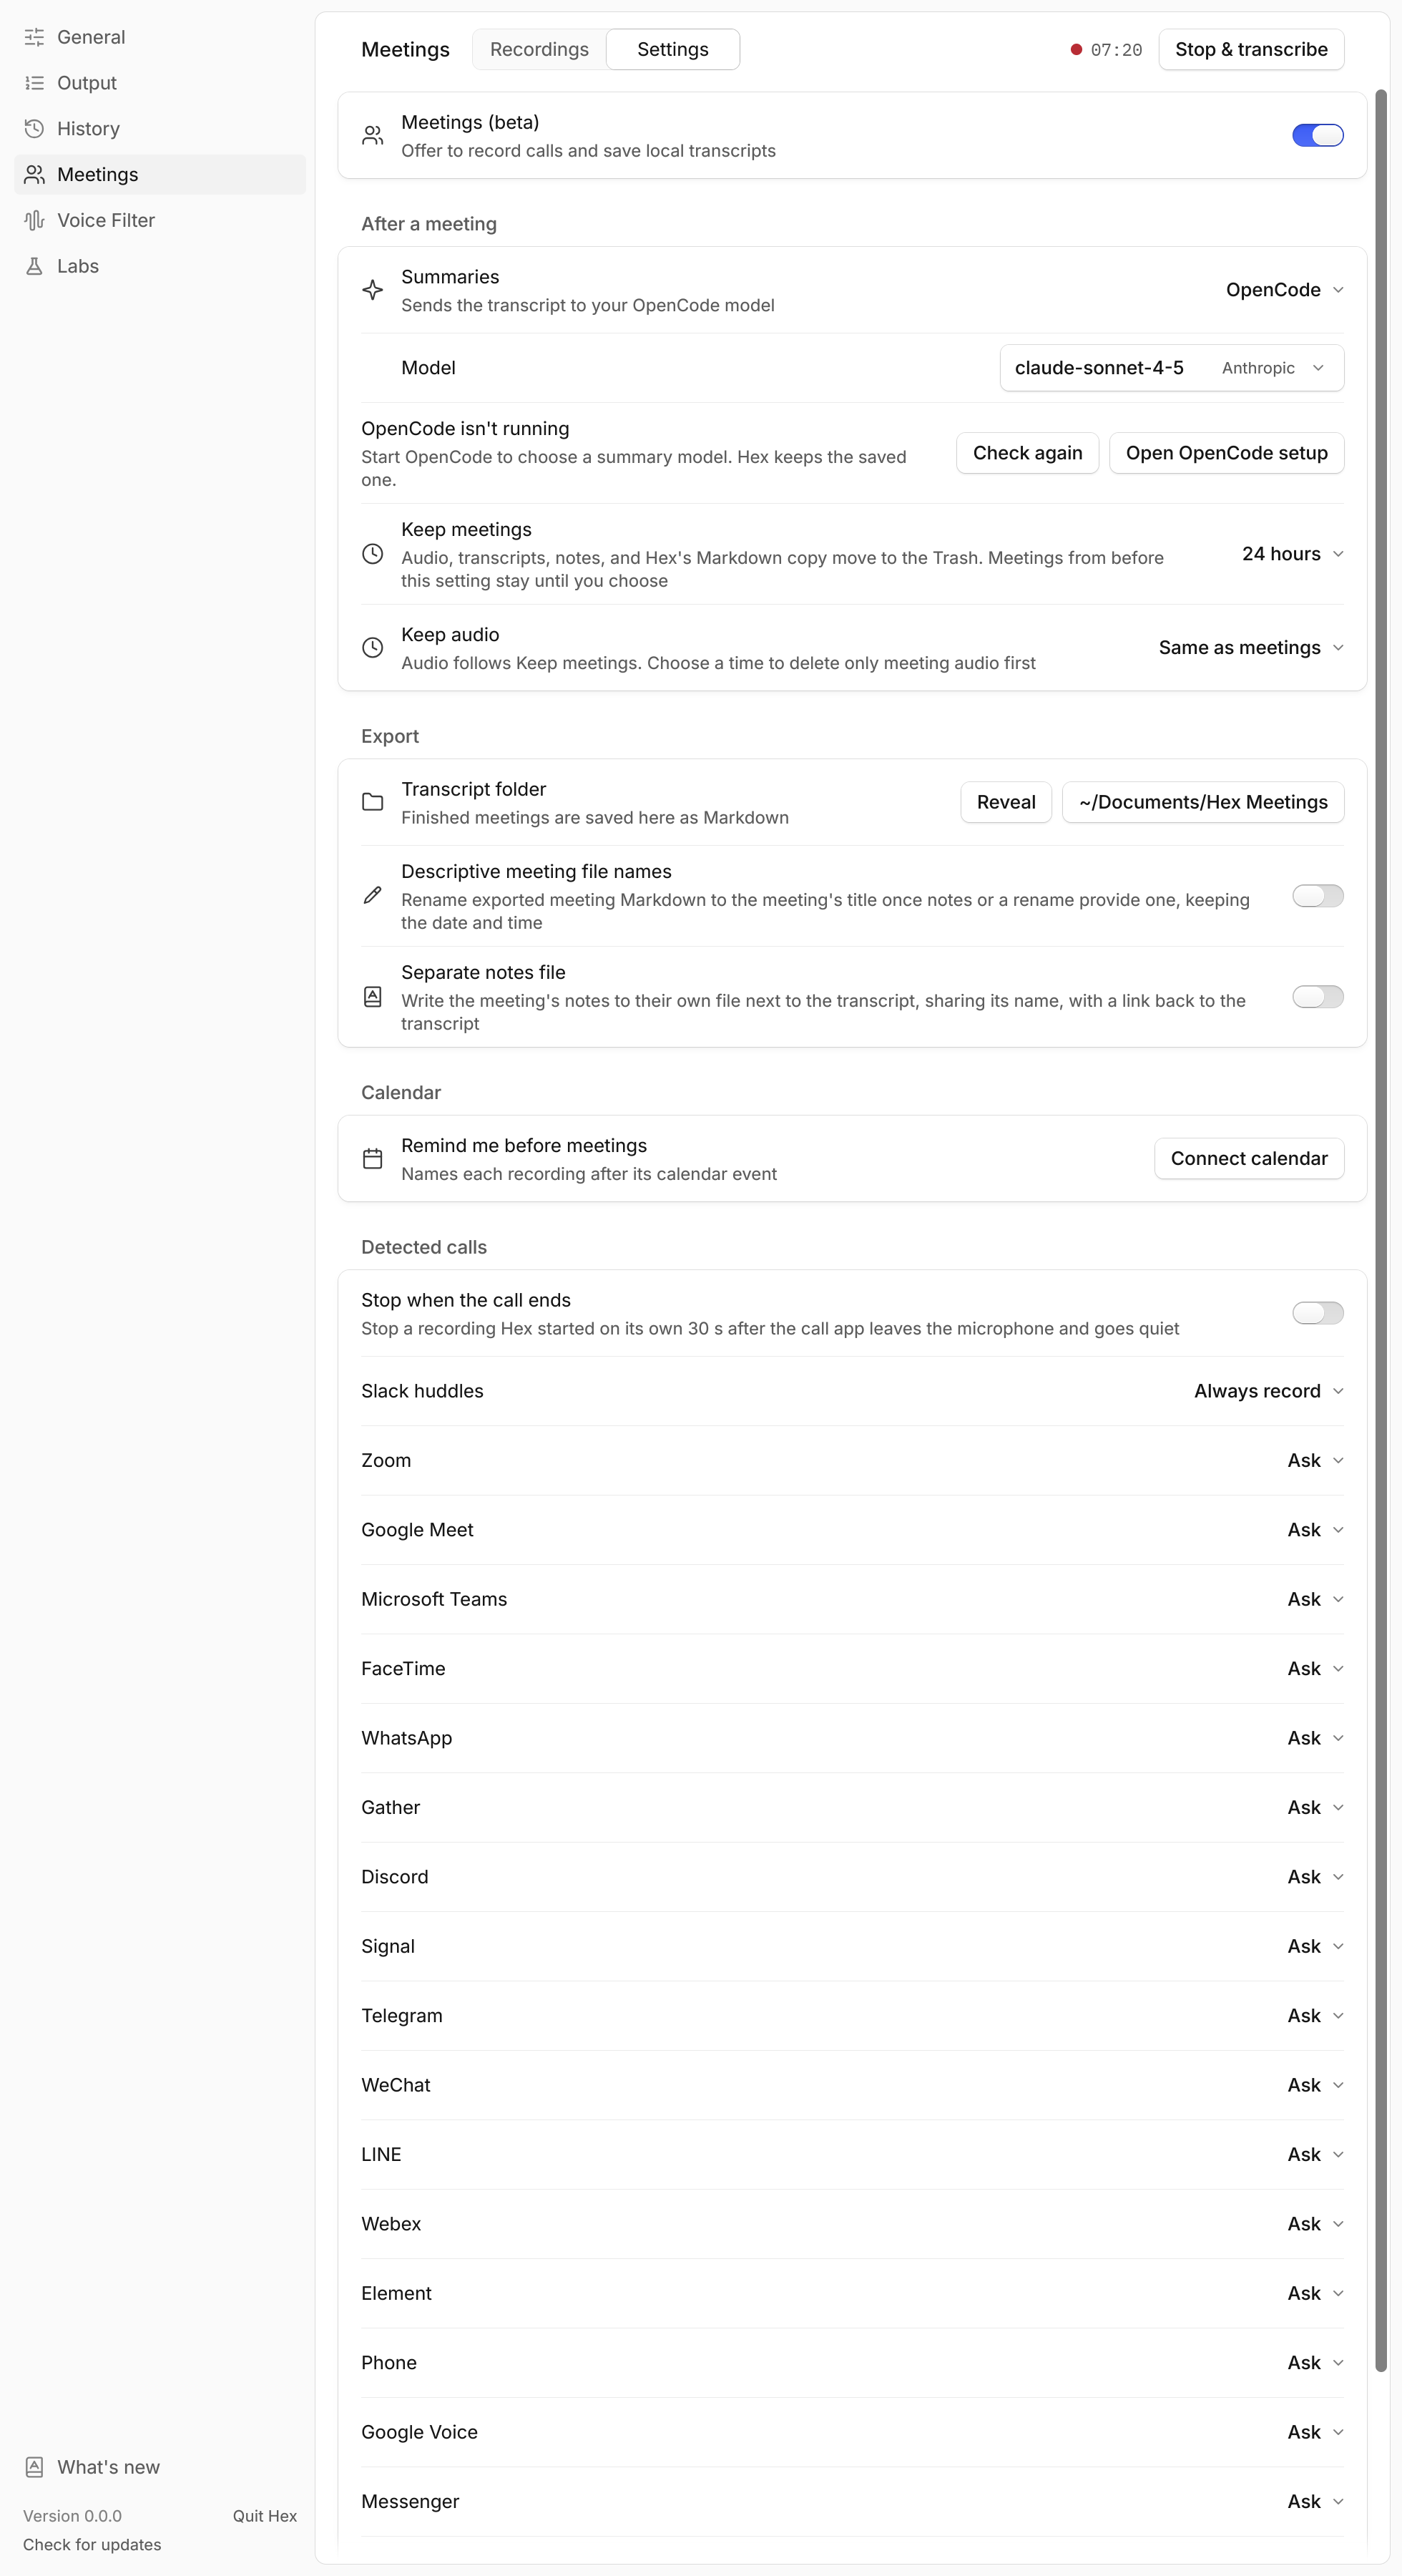 General
Output
History
Meetings
Voice Filter
Labs
What's new
Version 0.0.0
Quit Hex
Check for updates
Meetings
Recordings
Settings
07:20
Stop & transcribe
Meetings (beta)
Offer to record calls and save local transcripts
After a meeting
Summaries
Sends the transcript to your OpenCode model
OpenCode
Model
claude-sonnet-4-5
Anthropic
OpenCode isn't running
Start OpenCode to choose a summary model. Hex keeps the saved
one.
Check again
Open OpenCode setup
Keep meetings
Audio, transcripts, notes, and Hex's Markdown copy move to the Trash. Meetings from before
this setting stay until you choose
24 hours
Keep audio
Audio follows Keep meetings. Choose a time to delete only meeting audio first
Same as meetings
Export
Transcript folder
Finished meetings are saved here as Markdown
Reveal
~/Documents/Hex Meetings
Descriptive meeting file names
Rename exported meeting Markdown to the meeting's title once notes or a rename provide one, keeping
the date and time
Separate notes file
Write the meeting's notes to their own file next to the transcript, sharing its name, with a link back to the
transcript
Calendar
Remind me before meetings
Names each recording after its calendar event
Connect calendar
Detected calls
Stop when the call ends
Stop a recording Hex started on its own 30 s after the call app leaves the microphone and goes quiet
Slack huddles
Always record
Zoom
Ask
Google Meet
Ask
Microsoft Teams
Ask
FaceTime
Ask
WhatsApp
Ask
Gather
Ask
Discord
Ask
Signal
Ask
Telegram
Ask
WeChat
Ask
LINE
Ask
Webex
Ask
Element
Ask
Phone
Ask
Google Voice
Ask
Messenger
Ask